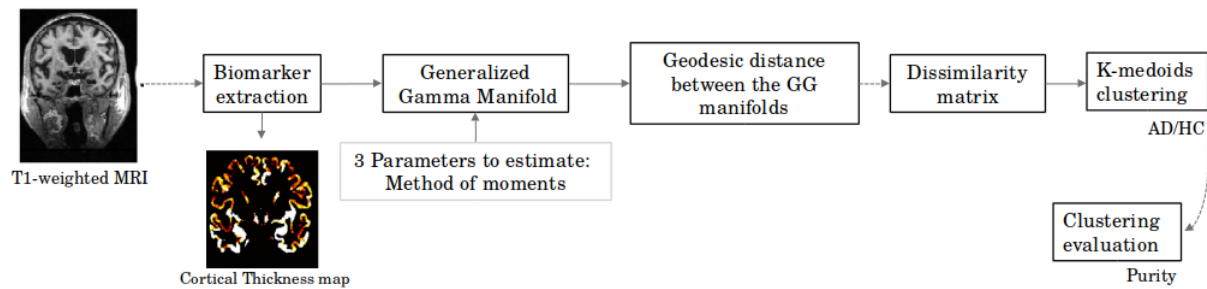 T1-weighted MRI
Biomarker
extraction
Cortical Thickness map
Generalized
Gamma Manifold
3 Parameters to estimate:
Method of moments
Geodesic distance
between the GG
manifolds
Dissimilarity
matrix
K-medoids
clustering
AD/HC
Clustering
evaluation
Purity